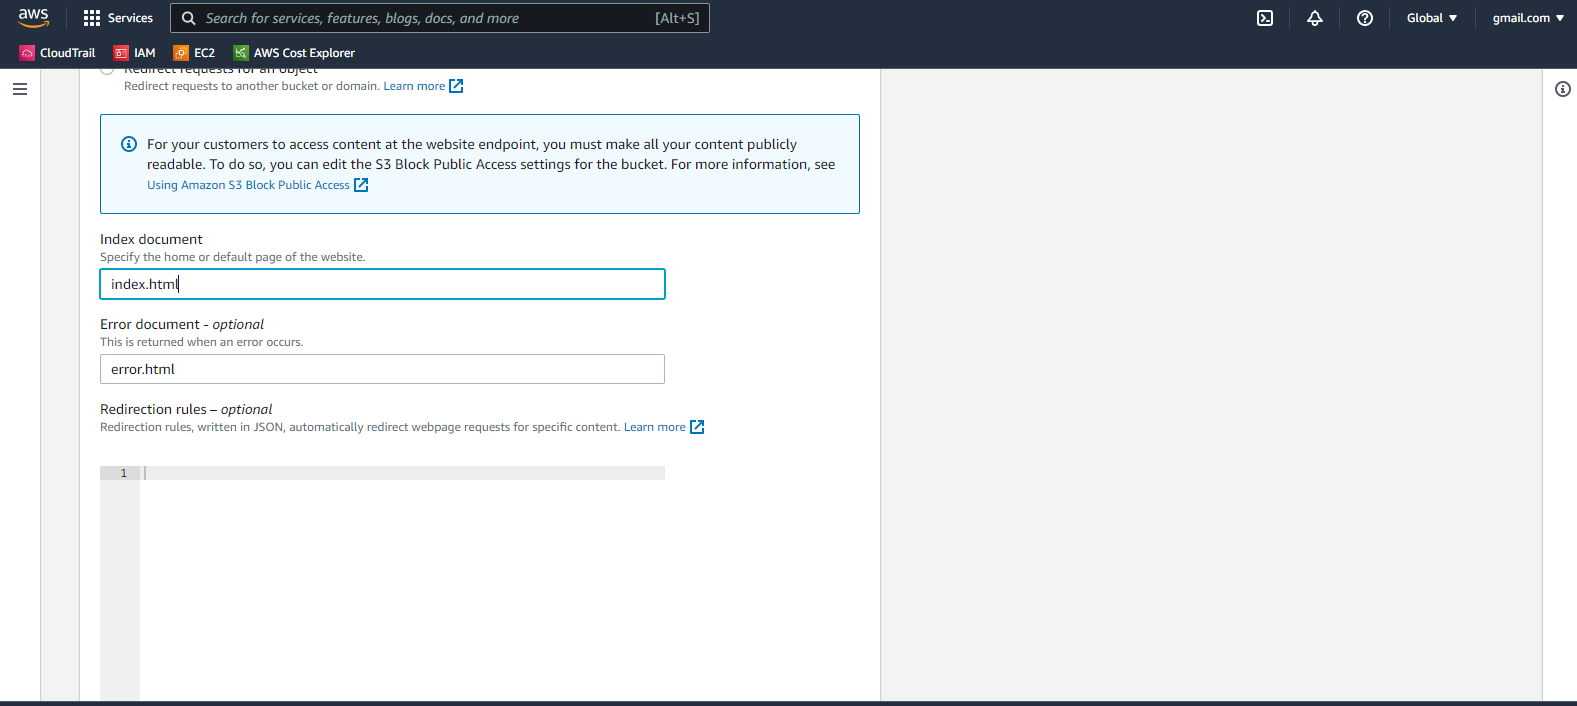 aws
Services
Search for services, features, blogs, docs, and more
[Alt+S]
Global
gmail.com
CloudTrail
IAM
EC2
AWS Cost Explorer
Redirect requests for an object
Redirect requests to another bucket or domain. Learn more
For your customers to access content at the website endpoint, you must make all your content publicly
readable. To do so, you can edit the S3 Block Public Access settings for the bucket. For more information, see
Using Amazon S3 Block Public Access
Index document
Specify the home or default page of the website.
index.html
Error document - optional
This is returned when an error occurs.
error.html
Redirection rules – optional
Redirection rules, written in JSON, automatically redirect webpage requests for specific content. Learn more
1